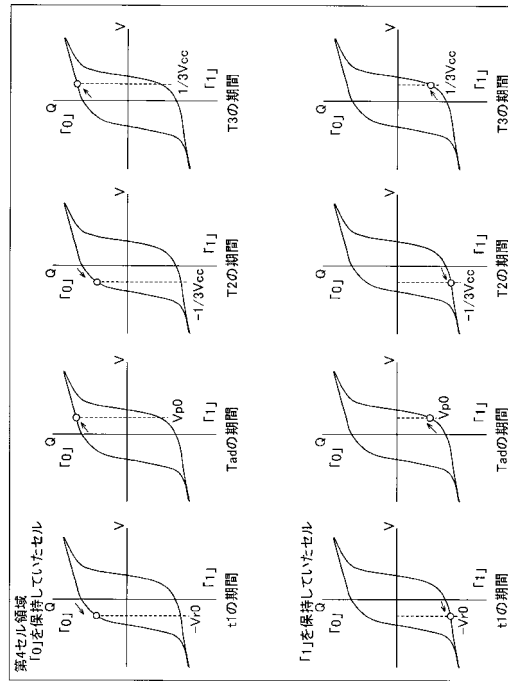 第4セル領域
「0」を保持していたセル
Q
「0」
V
-Vr0
「1」
t1の期間
Q
「0」
V
Vp0
「1」
Tadの期間
Q
「0」
V
-1/3Vcc
「1」
T2の期間
Q
「0」
V
1/3Vcc
「1」
T3の期間
「1」を保持していたセル
Q
「0」
V
-Vr0
「1」
t1の期間
Q
「0」
V
Vp0
「1」
Tadの期間
Q
「0」
V
-1/3Vcc
「1」
T2の期間
Q
「0」
V
1/3Vcc
「1」
T3の期間